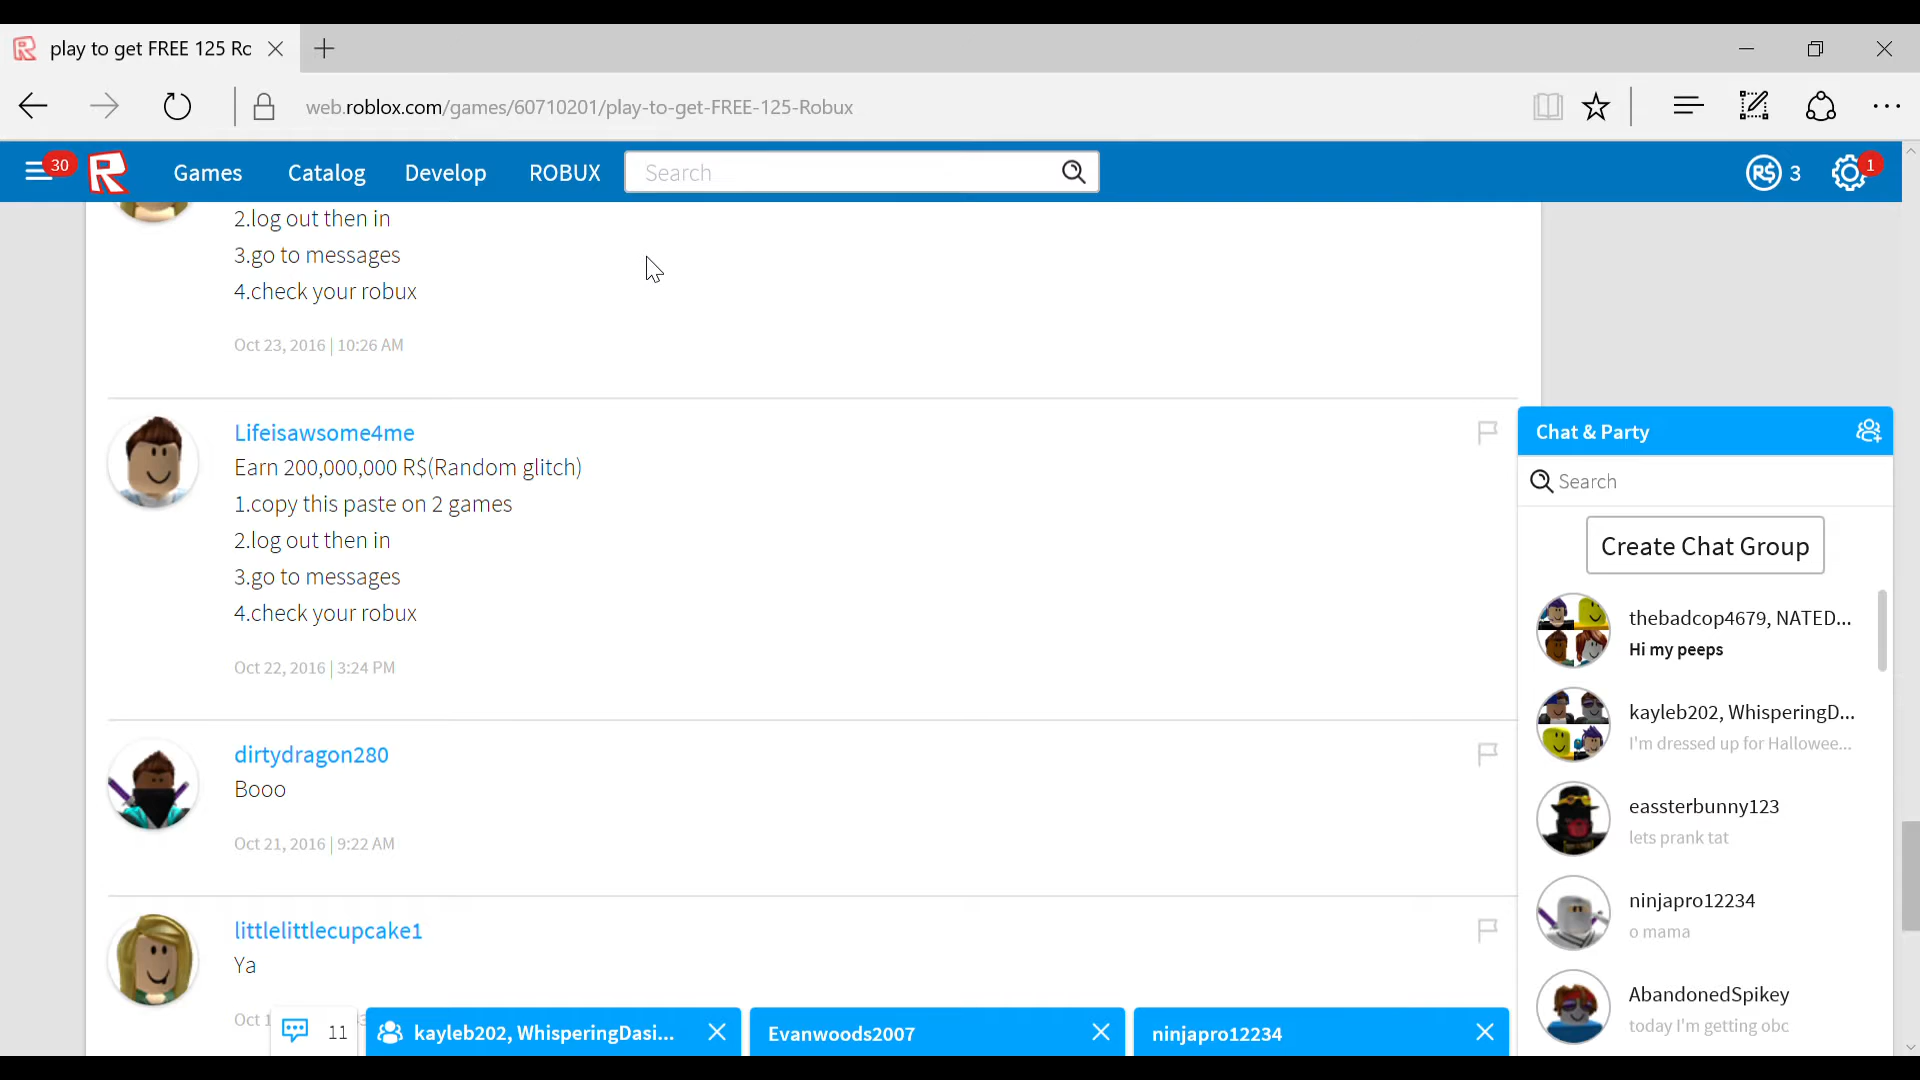 play to get FREE 125 Ro
web.roblox.com/games/60710201/play-to-get-FREE-125-Robux
30
Games
Catalog
Develop
ROBUX
Search
R$ 3
1
2.log out then in
3.go to messages
4.check your robux
Oct 23, 2016 | 10:26 AM
Lifeisawsome4me
Earn 200,000,000 R$(Random glitch)
1.copy this paste on 2 games
2.log out then in
3.go to messages
4.check your robux
Oct 22, 2016 | 3:24 PM
dirtydragon280
Booo
Oct 21, 2016 | 9:22 AM
littlelittlecupcake1
Ya
Oct 1
Chat & Party
Search
Create Chat Group
thebadcop4679, NATED...
Hi my peeps
kayleb202, WhisperingD...
I'm dressed up for Hallowee...
eassterbunny123
lets prank tat
ninjapro12234
o mama
AbandonedSpikey
today I'm getting obc
11
kayleb202, WhisperingDasi...
Evanwoods2007
ninjapro12234